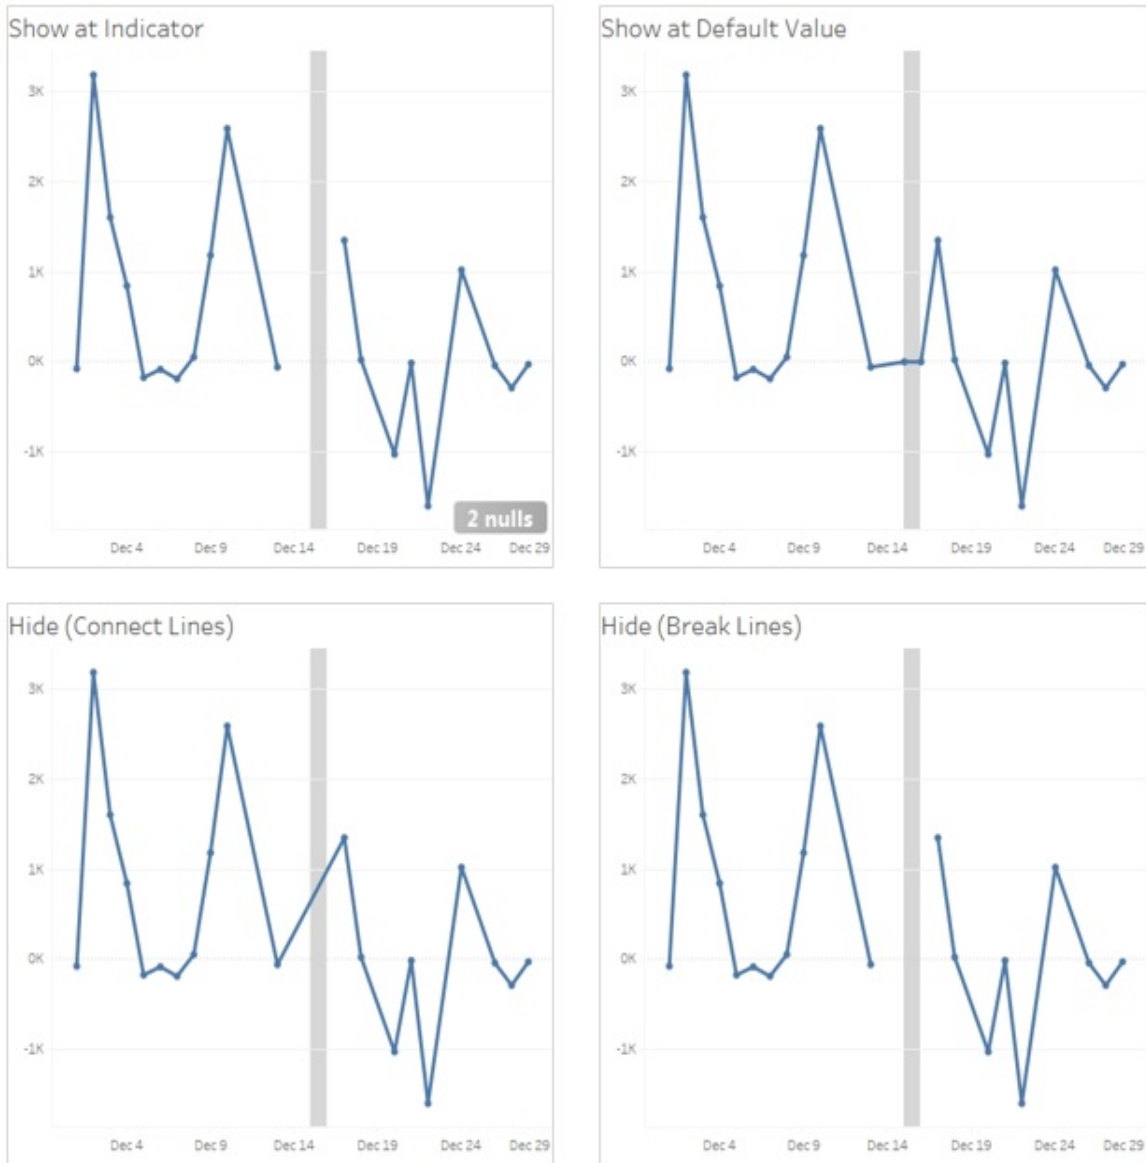 Show at Indicator
3K
2K
1K
0K
-1K
2 nulls
Dec 4 Dec 9 Dec 14 Dec 19 Dec 24 Dec 29
Show at Default Value
3K
2K
1K
0K
-1K
Dec 4 Dec 9 Dec 14 Dec 19 Dec 24 Dec 29
Hide (Connect Lines)
3K
2K
1K
0K
-1K
Dec 4 Dec 9 Dec 14 Dec 19 Dec 24 Dec 29
Hide (Break Lines)
3K
2K
1K
0K
-1K
Dec 4 Dec 9 Dec 14 Dec 19 Dec 24 Dec 29